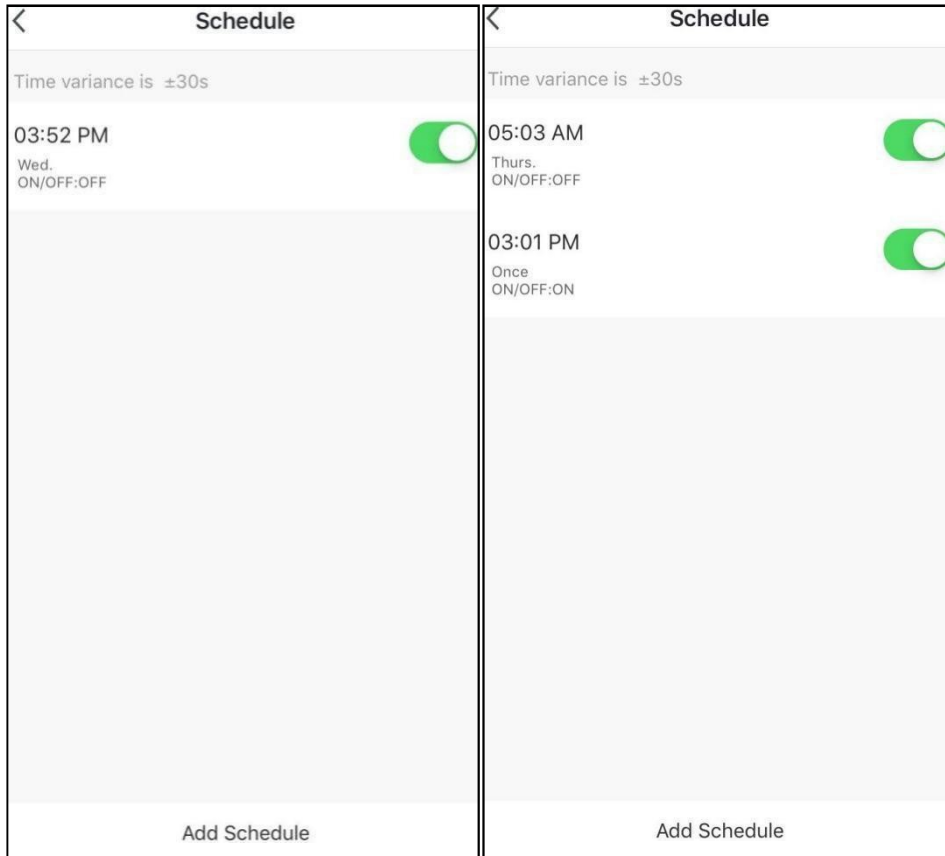 Schedule
Time variance is ±30s
03:52 PM
Wed.
ON/OFF:OFF
Add Schedule
Schedule
Time variance is ±30s
05:03 AM
Thurs.
ON/OFF:OFF
03:01 PM
Once
ON/OFF:ON
Add Schedule